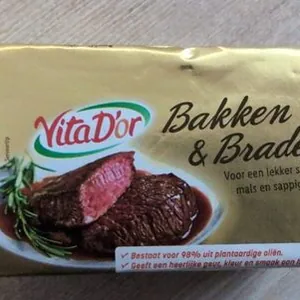 Vita D'or
Bakken
& Brade
Voor een lekker s
mals en sappig
✓ Bestaat voor 98% uit plantaardige oliën.
✓ Geeft een heerlijke geur, kleur en smaak aan